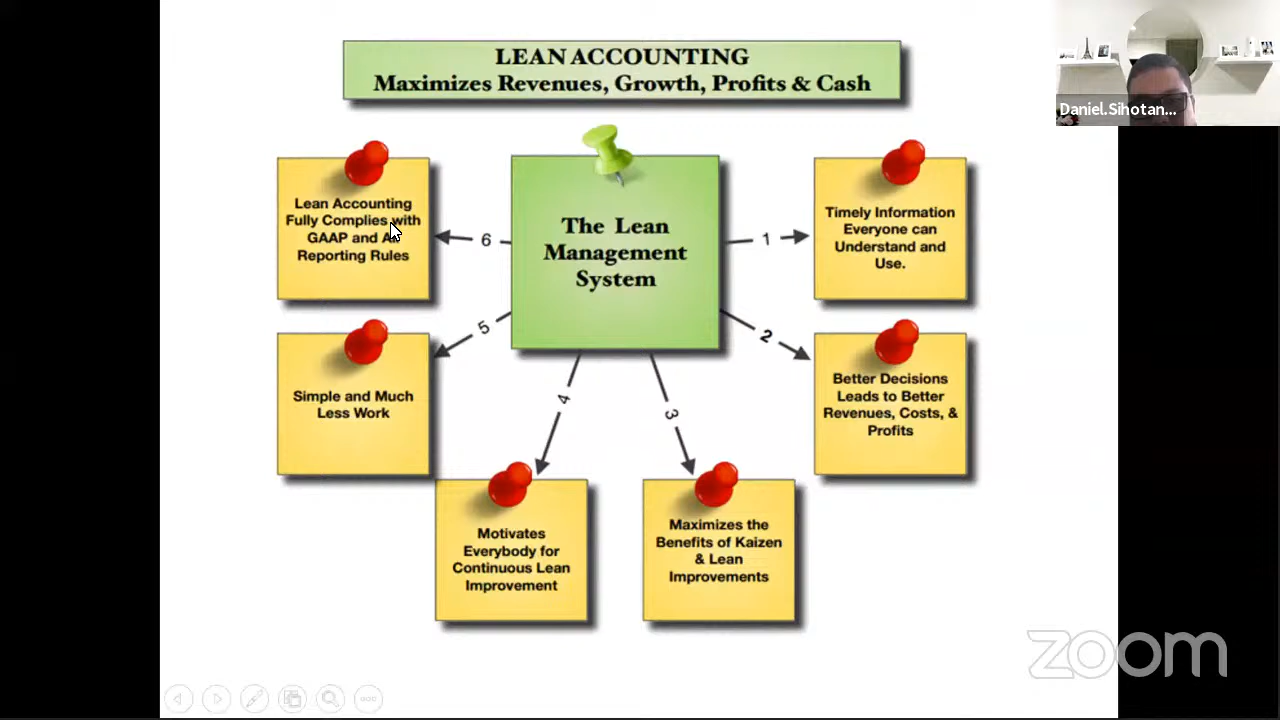 LEAN ACCOUNTING
Maximizes Revenues, Growth, Profits & Cash
Daniel.Sihotan...
The Lean
Management
System
1
Timely Information
Everyone can
Understand and
Use.
2
Better Decisions
Leads to Better
Revenues, Costs, &
Profits
3
Maximizes the
Benefits of Kaizen
& Lean
Improvements
4
Motivates
Everybody for
Continuous Lean
Improvement
5
Simple and Much
Less Work
6
Lean Accounting
Fully Complies with
GAAP and
Reporting Rules
zoom